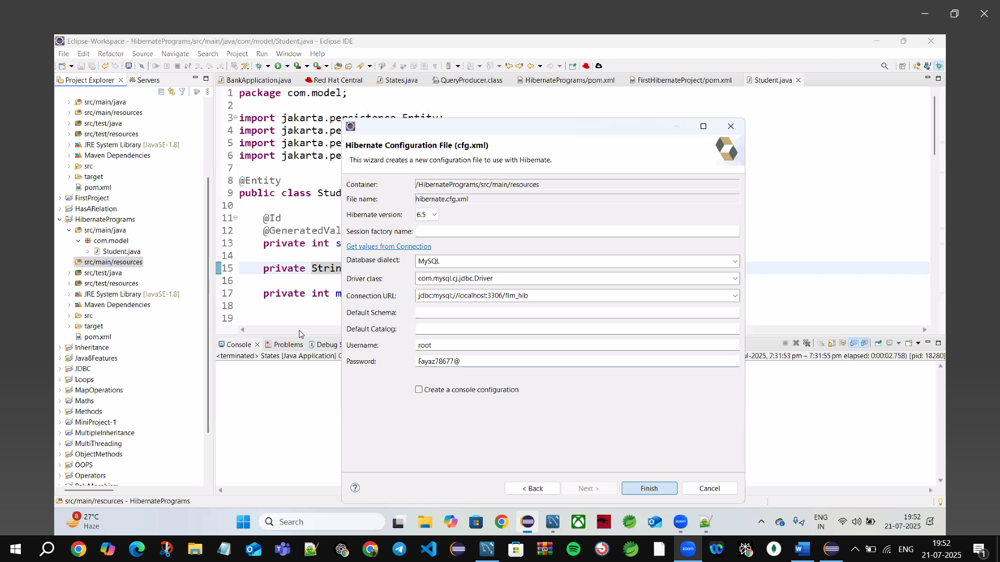 Eclipse-Workspace - HibernatePrograms/src/main/java/com/model/Student.java - Eclipse IDE
File Edit Refactor Source Navigate Search Project Run Window Help
Project Explorer Servers
BankApplication.java Red Hat Central States.java QueryProducer.class HibernatePrograms/pom.xml FirstHibernateProject/pom.xml Student.java
src/main/java
src/main/resources
src/test/java
src/test/resources
JRE System Library [JavaSE-1.8]
Maven Dependencies
src
target
pom.xml
FirstProject
HasARelation
HibernatePrograms
src/main/java
com.model
Student.java
src/main/resources
src/test/java
src/test/resources
JRE System Library [JavaSE-1.8]
Maven Dependencies
src
target
pom.xml
Inheritance
Java8Features
JDBC
Loops
MapOperations
Maths
Methods
MiniProject-1
MultipleInheritance
MultiThreading
ObjectMethods
OOPS
Operators
1 package com.model;
2
3 import jakarta.persistence.Entity;
4 import jakarta.pe
5 import jakarta.pe
6 import jakarta.pe
7
8 @Entity
9 public class Stud
10
11 @Id
12 @GeneratedVal
13 private int s
14
15 private Strin
16
17 private int m
18
19
Hibernate Configuration File (cfg.xml)
This wizard creates a new configuration file to use with Hibernate.
Container: /HibernatePrograms/src/main/resources
File name: hibernate.cfg.xml
Hibernate version: 6.5
Session factory name:
Get values from Connection
Database dialect: MySQL
Driver class: com.mysql.cj.jdbc.Driver
Connection URL: jdbc:mysql://localhost:3306/flm_hib
Default Schema:
Default Catalog:
Username: root
Password: Fayaz78677@
Create a console configuration
< Back Next > Finish Cancel
Console Problems Debug S
<terminated> States [Java Application] C
ul-2025, 7:31:53 pm – 7:31:55 pm elapsed: 0:00:02.758) [pid: 18280]
src/main/resources - HibernatePrograms
8
27°C
Haze
Search
zoom
ENG
IN
19:52
21-07-2025
zoom
ENG
19:52
21-07-2025
1